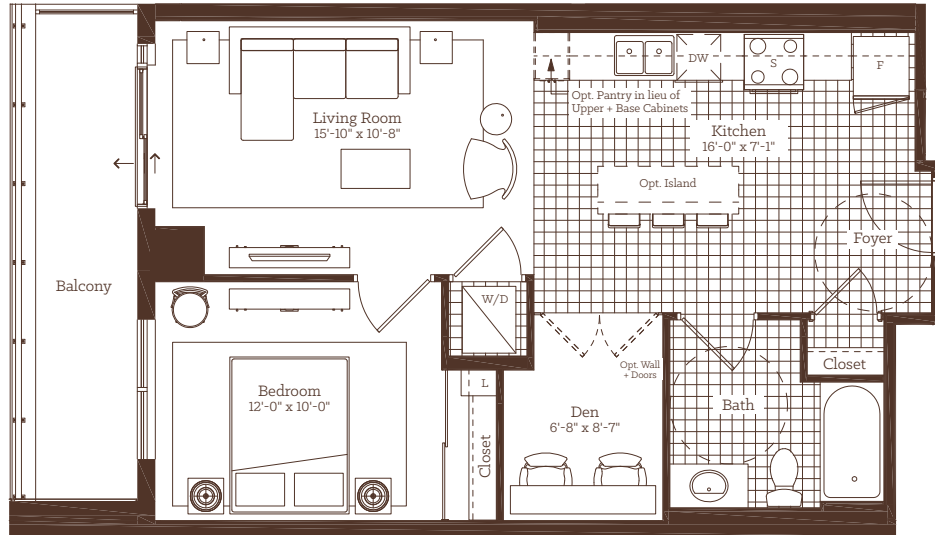 Living Room
15'-10" x 10'-8"
DW
S
F
Opt. Pantry in lieu of
Upper + Base Cabinets
Kitchen
16'-0" x 7'-1"
Opt. Island
Foyer
Balcony
W/D
Bedroom
12'-0" x 10'-0"
L
Closet
Opt. Wall
+ Doors
Den
6'-8" x 8'-7"
Bath
Closet